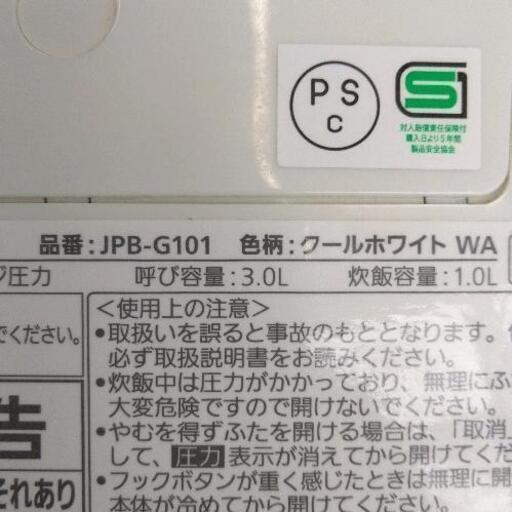 PS
C
S1
対人賠償責任保険付
購入日より5年間
製品安全協会
品番:JPB-G101 色柄:クールホワイト WA
ジ圧力 呼び容量:3.0L 炊飯容量:1.0L
<使用上の注意>
でください。
•取扱いを誤ると事故のもととなります。
必ず取扱説明書をお読みください。
•炊飯中は圧力がかかっており、無理にふ
大変危険ですので開けないでください。
告
•やむを得ずふたを開ける場合は、「取消
して、圧力表示が消えてから開けてくだ
それあり
•フックボタンが重く感じたときは無理に開
本体が冷めてから開けてください。